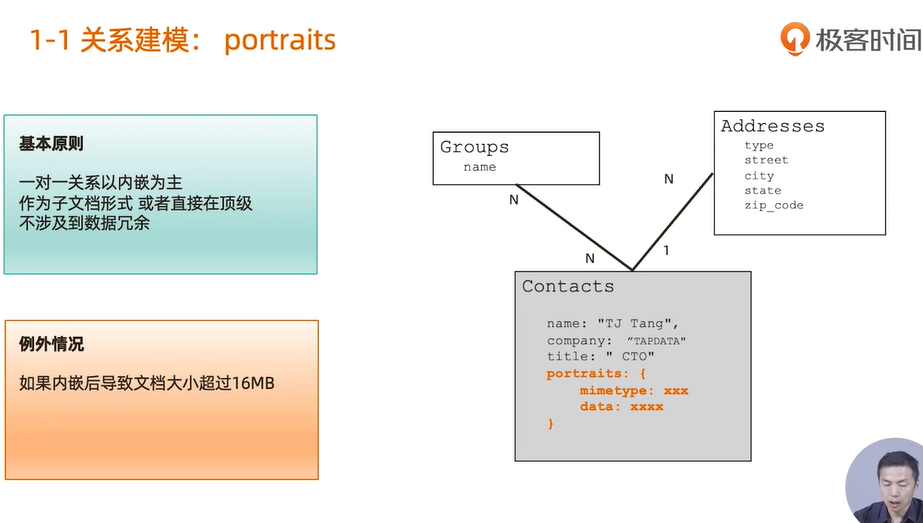 1-1 关系建模： portraits
极客时间
基本原则
一对一关系以内嵌为主
作为子文档形式 或者直接在顶级
不涉及到数据冗余
例外情况
如果内嵌后导致文档大小超过16MB
Groups
name
Addresses
type
street
city
state
zip_code
N
N
N
1
Contacts
name: "TJ Tang",
company: "TAPDATA"
title: " CTO"
portraits: {
mimetype: xxx
data: xxxx
}